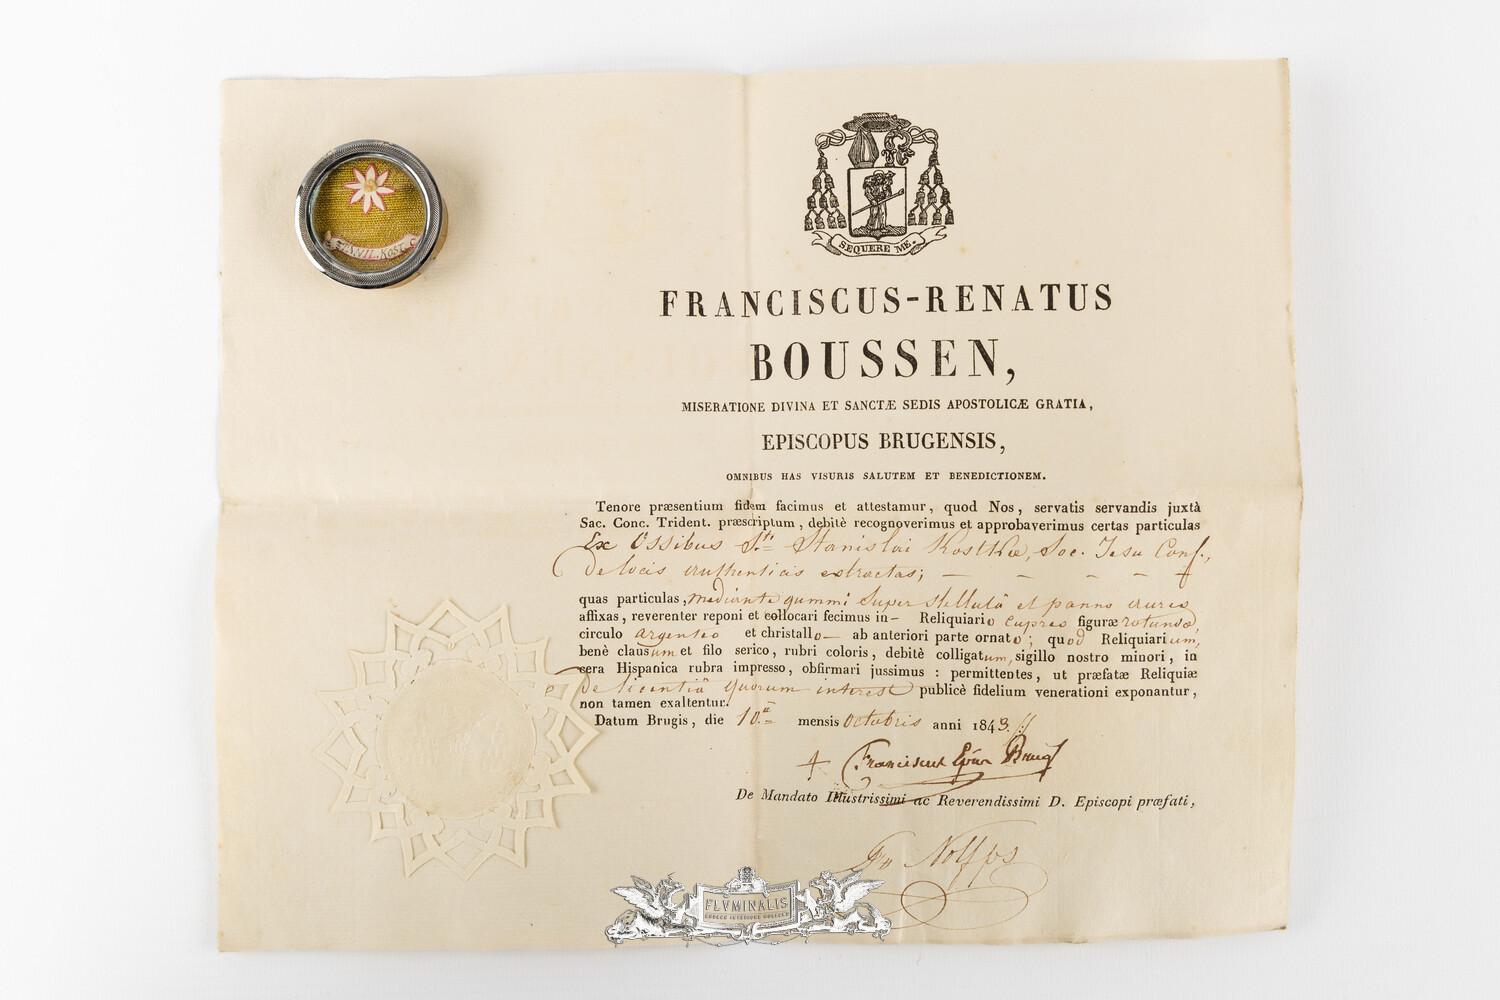 SEQUERE ME.
FRANCISCUS-RENATUS
BOUSSEN,
MISERATIONE DIVINA ET SANCTÆ SEDIS APOSTOLICÆ GRATIA,
EPISCOPUS BRUGENSIS,
OMNIBUS HAS VISURIS SALUTEM ET BENEDICTIONEM.
Tenore præsentium fidem facimus et attestamur, quod Nos, servatis servandis juxtà
Sac. Conc. Trident. præscriptum, debitè recognoverimus et approbaverimus certas particulas
Ex Ossibus Sti Stanislai Kostkæ, Soc. Jesu Conf.,
de locis authenticis extractas;
quas particulas, mediante gummi super stellulâ et panno aureo
affixas, reverenter reponi et collocari fecimus in Reliquiario cupreo figuræ rotundæ,
circulo argenteo et christallo ab anteriori parte ornato; quod Reliquiarium,
benè clausum et filo serico, rubri coloris, debitè colligatum, sigillo nostro minori, in
cera Hispanica rubra impresso, obfirmari jussimus : permittentes, ut præfatæ Reliquiæ
de licentiâ quorum interest publicè fidelium venerationi exponantur,
non tamen exaltentur.
Datum Brugis, die 10.â mensis Octobris anni 1843.
+ Franciscus Epûs Brug
De Mandato Illustrissimi ac Reverendissimi D. Episcopi præfati,
FLVMINALIS